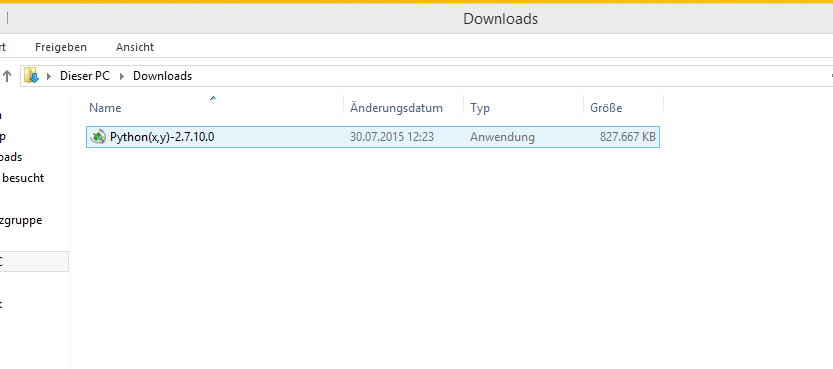 Downloads
rt Freigeben Ansicht
Dieser PC Downloads
Name Änderungsdatum Typ Größe
Python(x,y)-2.7.10.0 30.07.2015 12:23 Anwendung 827.667 KB
p
oads
besucht
zgruppe
C